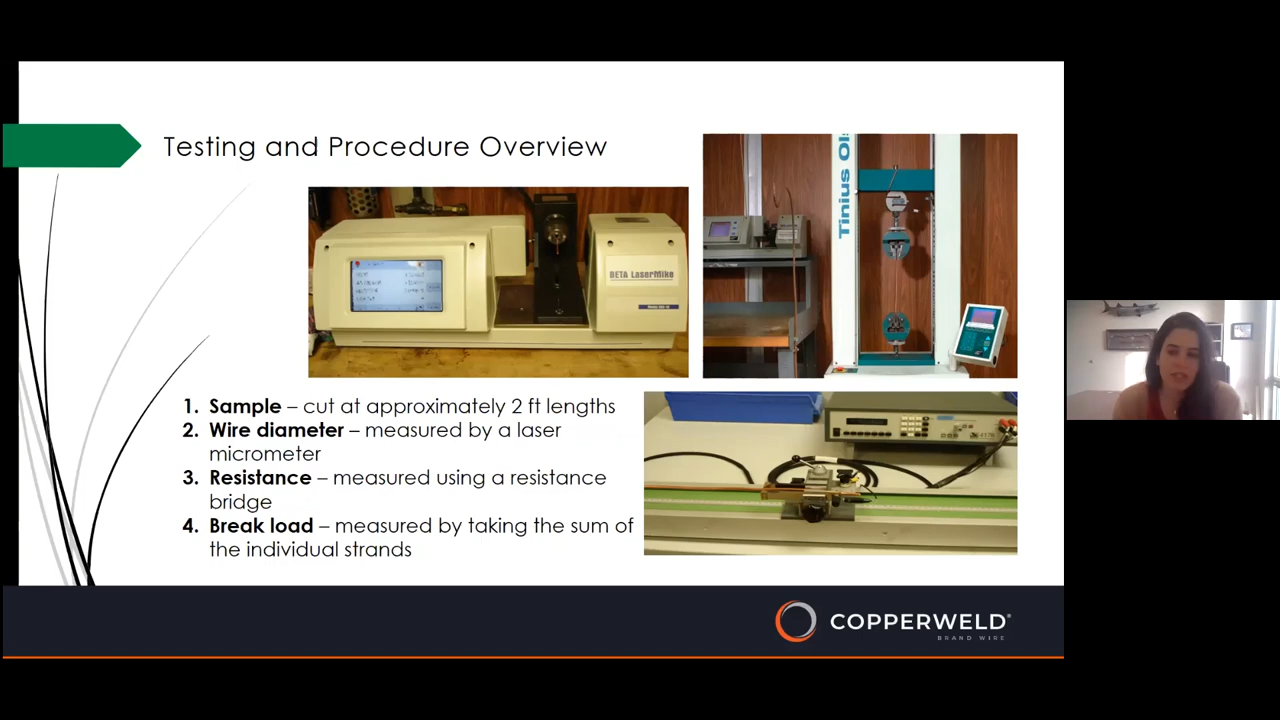 Testing and Procedure Overview
BETA LaserMike
Tinius Ols
1. Sample – cut at approximately 2 ft lengths
2. Wire diameter – measured by a laser
micrometer
3. Resistance – measured using a resistance
bridge
4. Break load – measured by taking the sum of
the individual strands
COPPERWELD®
BRAND WIRE